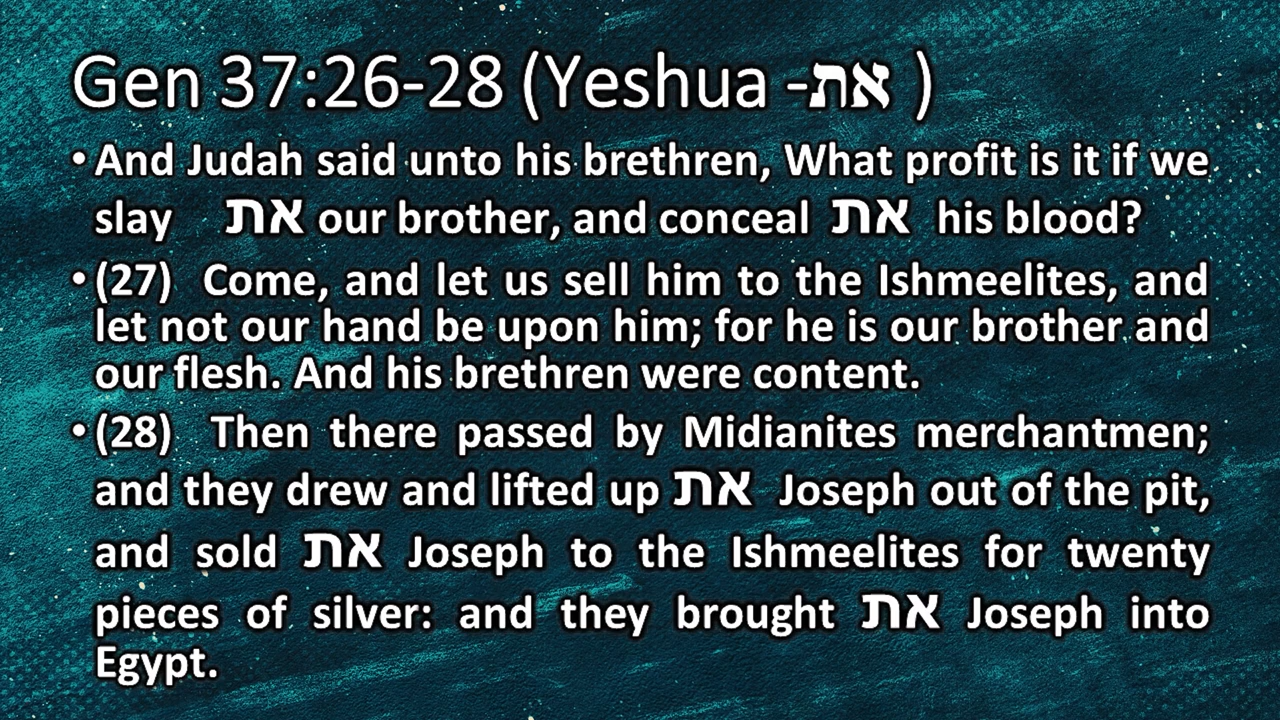 Gen 37:26-28 (Yeshua -את )
• And Judah said unto his brethren, What profit is it if we
slay את our brother, and conceal את his blood?
• (27) Come, and let us sell him to the Ishmeelites, and
let not our hand be upon him; for he is our brother and
our flesh. And his brethren were content.
• (28) Then there passed by Midianites merchantmen;
and they drew and lifted up את Joseph out of the pit,
and sold את Joseph to the Ishmeelites for twenty
pieces of silver: and they brought את Joseph into
Egypt.